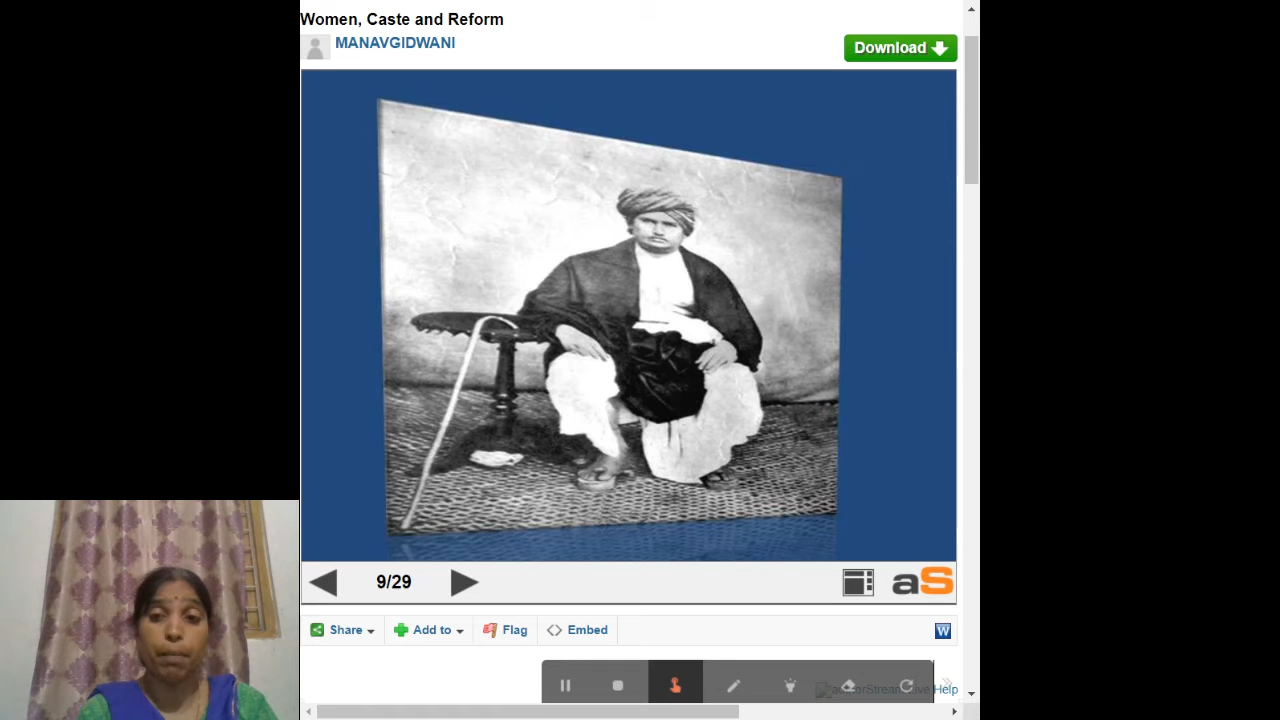 Women, Caste and Reform
MANAVGIDWANI
Download
9/29
aS
Share
Add to
Flag
Embed
W
Help